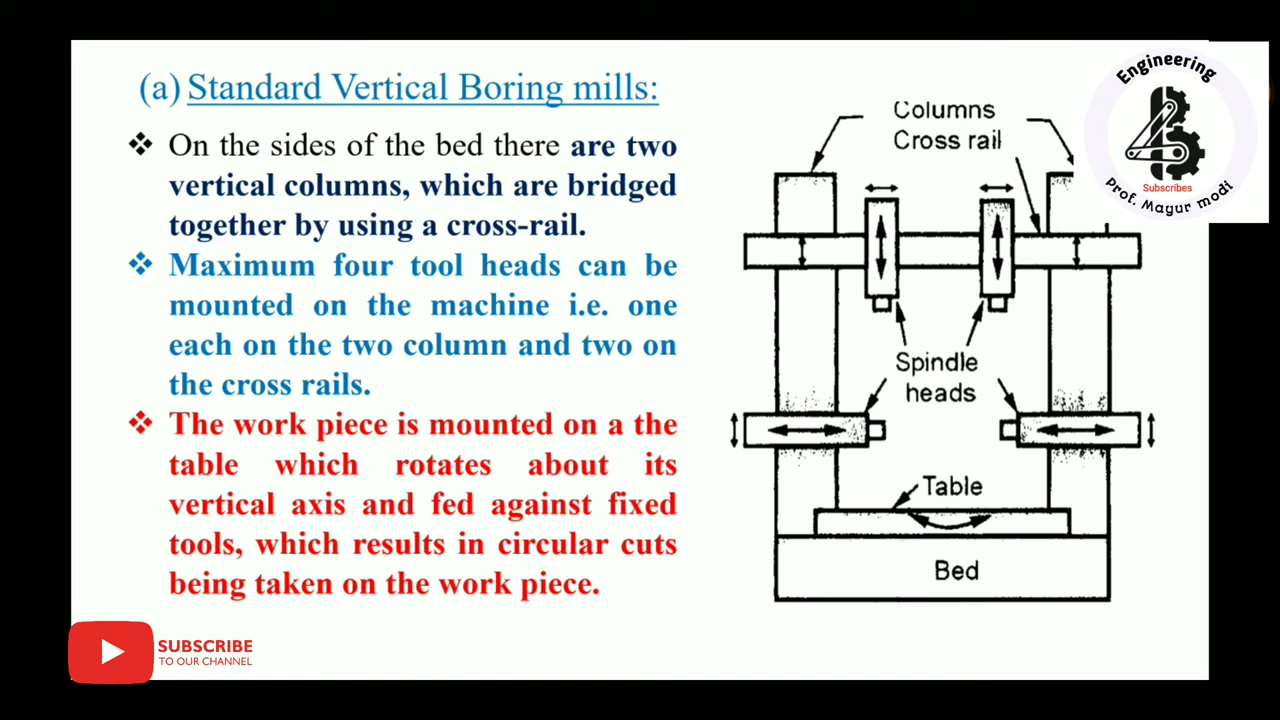 (a) Standard Vertical Boring mills:
❖ On the sides of the bed there are two
vertical columns, which are bridged
together by using a cross-rail.
❖ Maximum four tool heads can be
mounted on the machine i.e. one
each on the two column and two on
the cross rails.
❖ The work piece is mounted on a the
table which rotates about its
vertical axis and fed against fixed
tools, which results in circular cuts
being taken on the work piece.
Columns
Cross rail
Spindle
heads
Table
Bed
Engineering
Subscribes
Prof. Mayur modi
SUBSCRIBE
TO OUR CHANNEL